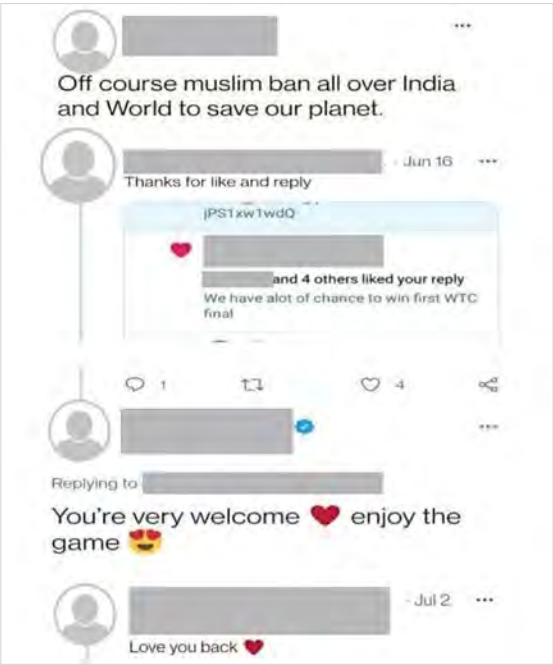 Off course muslim ban all over India
and World to save our planet.
· Jun 16
Thanks for like and reply
jPS1xw1wdQ
and 4 others liked your reply
We have alot of chance to win first WTC
final
1 4
Replying to
You're very welcome ❤️ enjoy the
game 😍
· Jul 2
Love you back ❤️